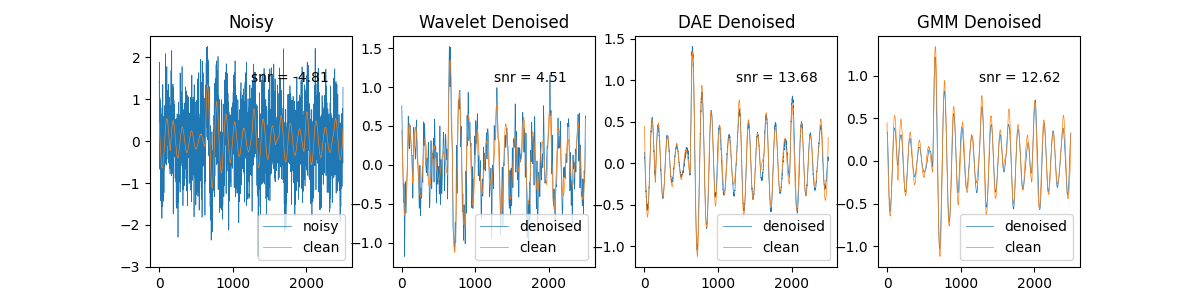 Noisy
Wavelet Denoised
DAE Denoised
GMM Denoised
snr = -4.81
snr = 4.51
snr = 13.68
snr = 12.62
2
1
0
−1
−2
−3
1.5
1.0
0.5
0.0
−0.5
−1.0
1.5
1.0
0.5
0.0
−0.5
−1.0
1.0
0.5
0.0
−0.5
−1.0
noisy
clean
denoised
clean
denoised
clean
denoised
clean
0 1000 2000
0 1000 2000
0 1000 2000
0 1000 2000